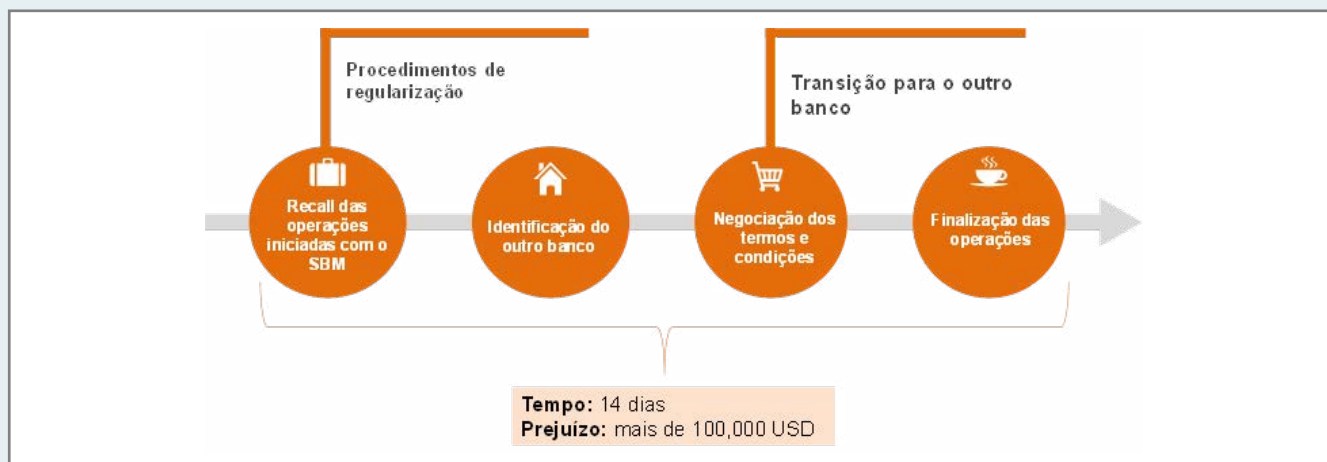 Procedimentos de
regularização
Transição para o outro
banco
Recall das
operações
iniciadas com o
SBM
Identificação do
outro banco
Negociação dos
termos e
condições
Finalização das
operações
Tempo: 14 dias
Prejuízo: mais de 100,000 USD